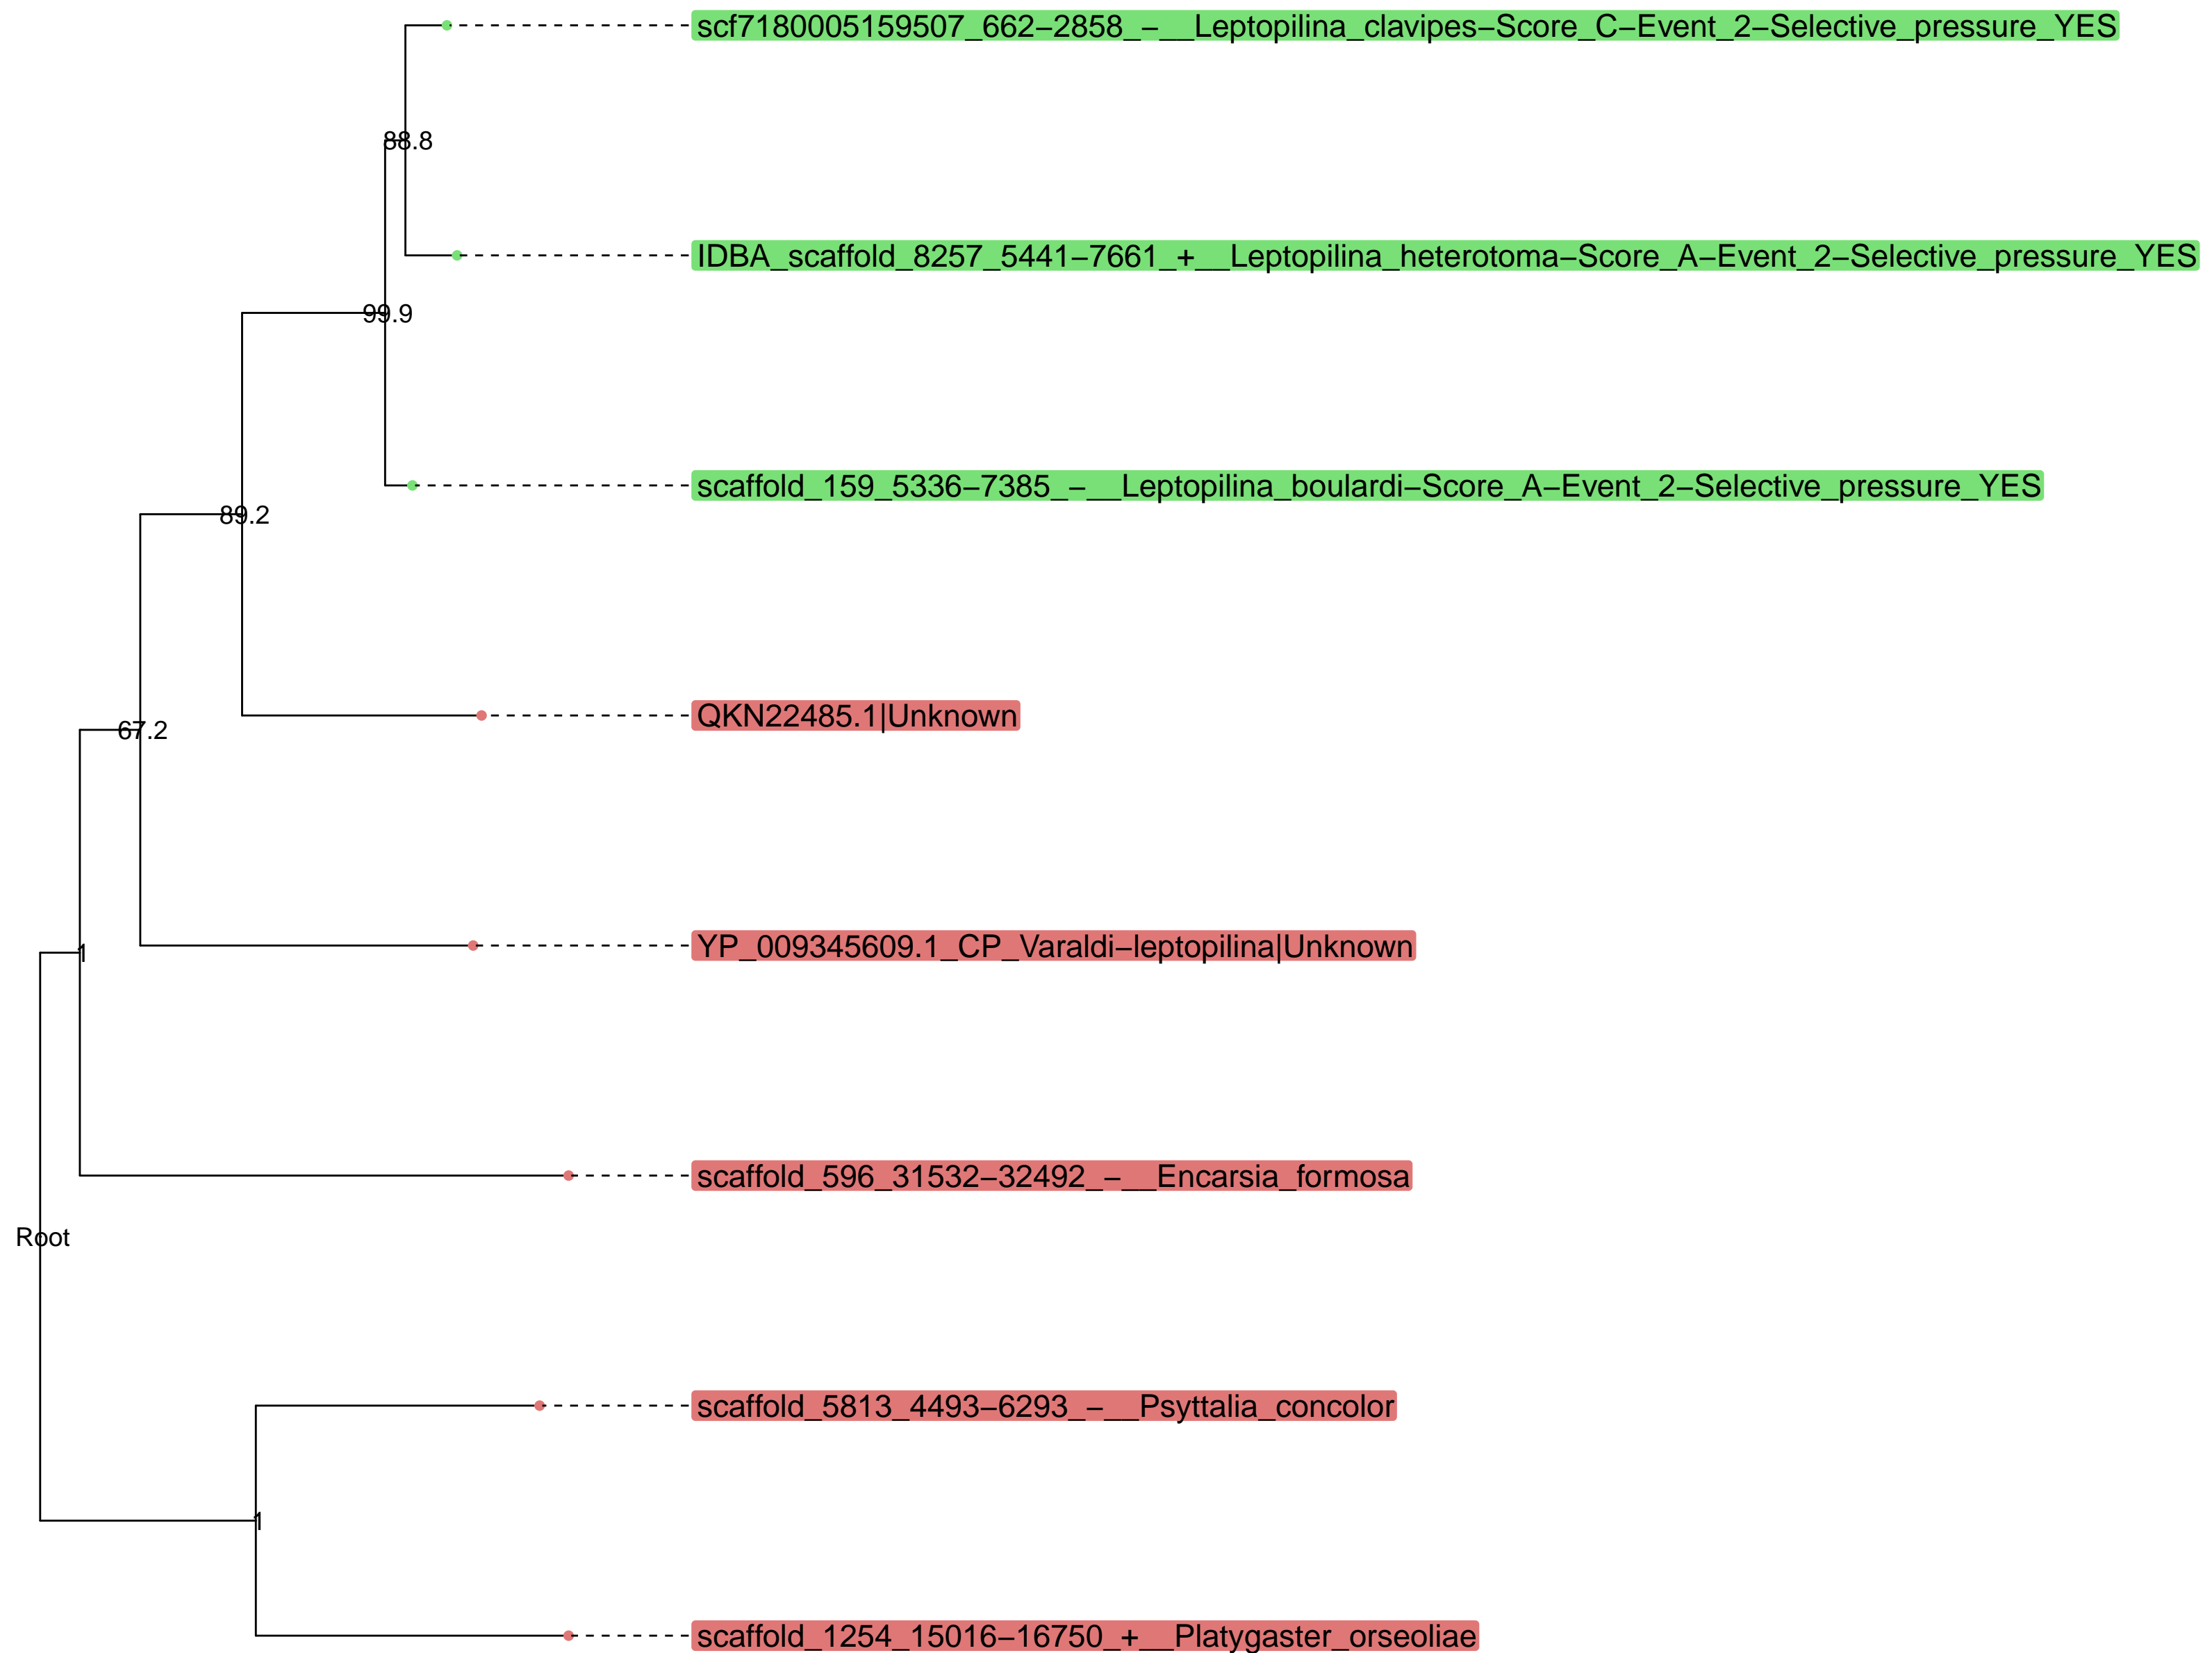 scf7180005159507_662−2858_−__Leptopilina_clavipes−Score_C−Event_2−Selective_pressure_YES
88.8
IDBA_scaffold_8257_5441−7661_+__Leptopilina_heterotoma−Score_A−Event_2−Selective_pressure_YES
99.9
scaffold_159_5336−7385_−__Leptopilina_boulardi−Score_A−Event_2−Selective_pressure_YES
89.2
QKN22485.1|Unknown
67.2
YP_009345609.1_CP_Varaldi−leptopilina|Unknown
1
scaffold_596_31532−32492_−__Encarsia_formosa
Root
scaffold_5813_4493−6293_−__Psyttalia_concolor
1
scaffold_1254_15016−16750_+__Platygaster_orseoliae